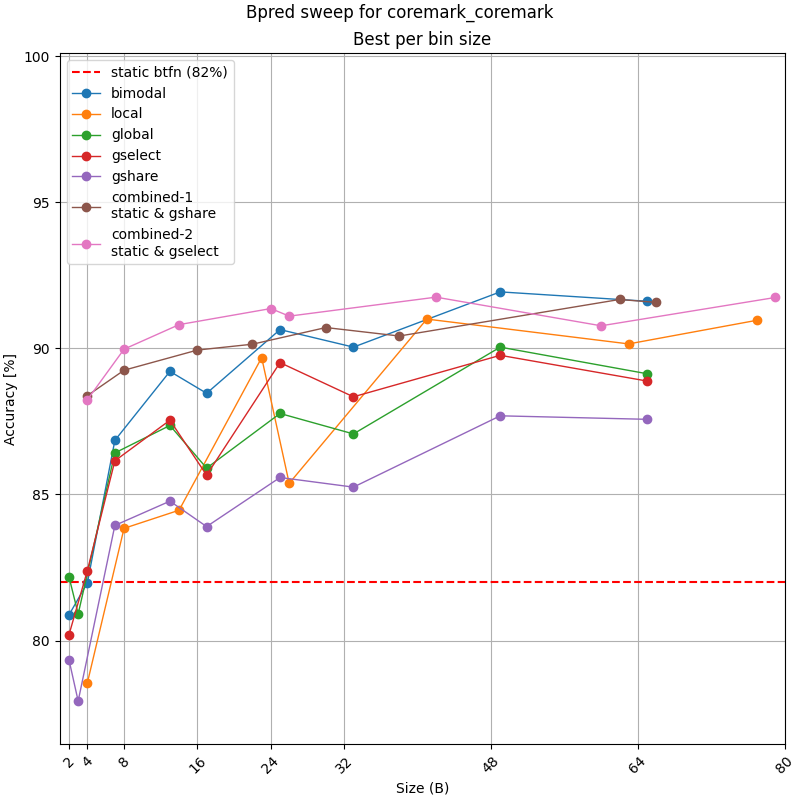 Bpred sweep for coremark_coremark
Best per bin size
100
95
90
85
80
Accuracy [%]
static btfn (82%)
bimodal
local
global
gselect
gshare
combined-1
static & gshare
combined-2
static & gselect
2 4 8 16 24 32 48 64 80
Size (B)